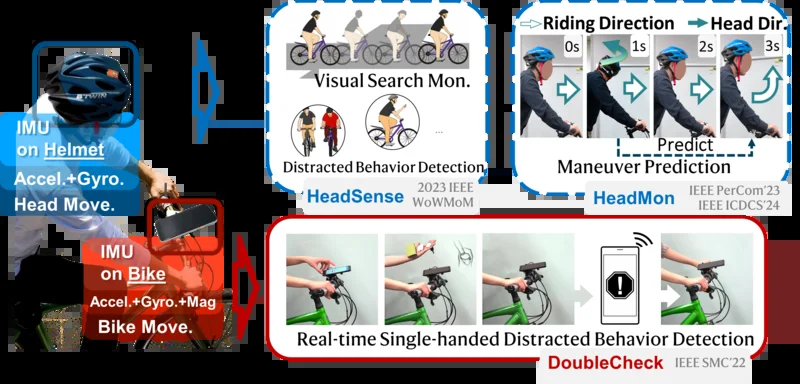 IMU
on Helmet
Accel.+Gyro.
Head Move.
IMU
on Bike
Accel.+Gyro.+Mag
Bike Move.
Visual Search Mon.
...
Distracted Behavior Detection
HeadSense
2023 IEEE
WoWMoM
Riding Direction
Head Dir.
0s
1s
2s
3s
Predict
Maneuver Prediction
HeadMon
IEEE PerCom'23
IEEE ICDCS'24
!
Real-time Single-handed Distracted Behavior Detection
DoubleCheck
IEEE SMC'22